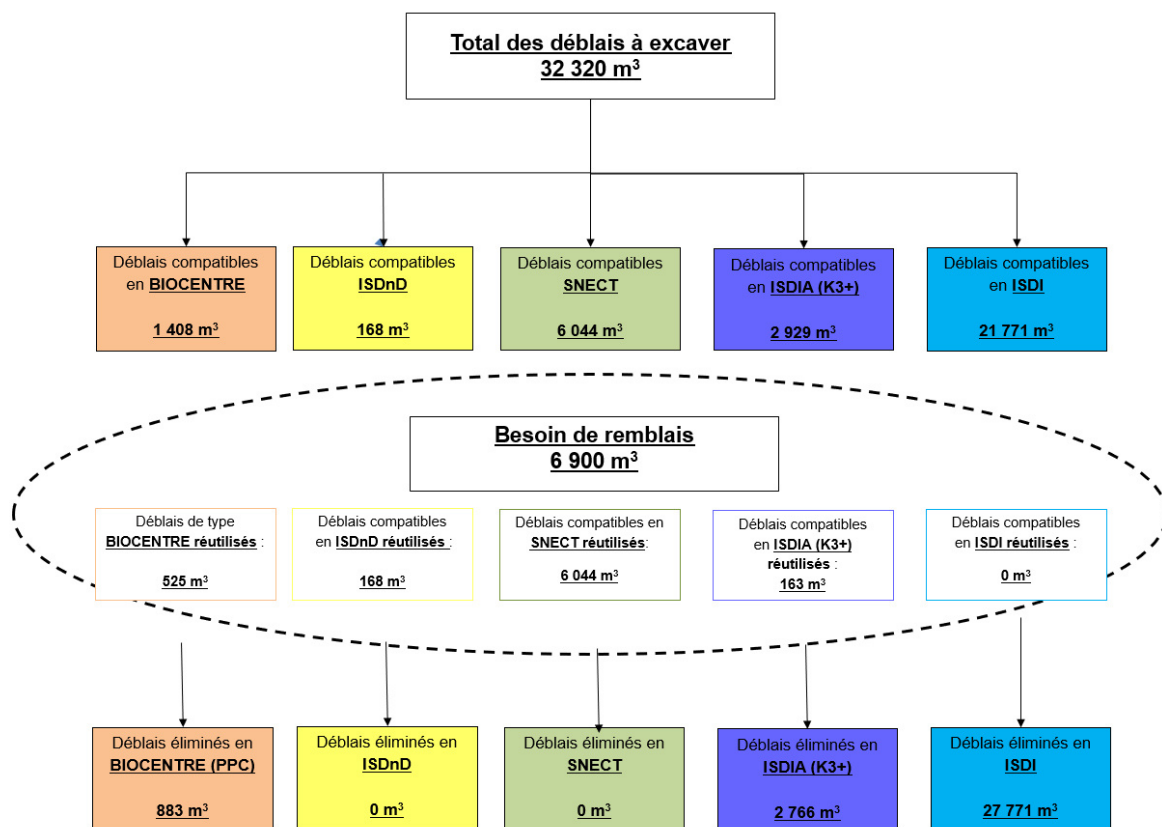 Total des déblais à excaver
32 320 m³
Déblais compatibles
en BIOCENTRE
1 408 m³
Déblais compatibles
ISDnD
168 m³
Déblais compatibles
SNECT
6 044 m³
Déblais compatibles
en ISDIA (K3+)
2 929 m³
Déblais compatibles
en ISDI
21 771 m³
Besoin de remblais
6 900 m³
Déblais de type
BIOCENTRE réutilisés :
525 m³
Déblais compatibles
en ISDnD réutilisés :
168 m³
Déblais compatibles en
SNECT réutilisés:
6 044 m³
Déblais compatibles
en ISDIA (K3+)
réutilisés :
163 m³
Déblais compatibles
en ISDI réutilisés :
0 m³
Déblais éliminés en
BIOCENTRE (PPC)
883 m³
Déblais éliminés en
ISDnD
0 m³
Déblais éliminés en
SNECT
0 m³
Déblais éliminés en
ISDIA (K3+)
2 766 m³
Déblais éliminés en
ISDI
27 771 m³